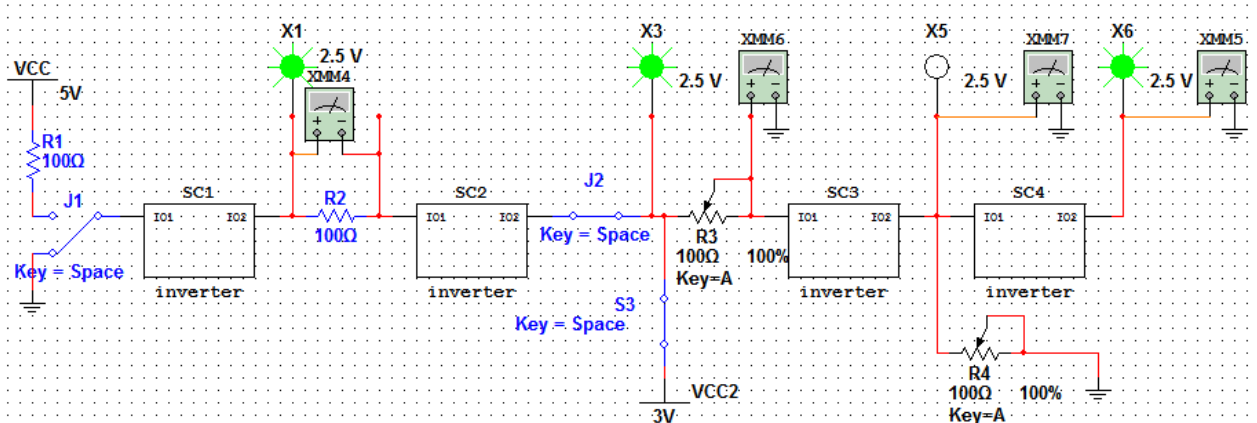 X1
2.5 V
XMM4
X3
2.5 V
XMM6
X5
2.5 V
XMM7
X6
2.5 V
XMM5
VCC
5V
R1
100Ω
J1
Key = Space
SC1
IO1 IO2
inverter
R2
100Ω
SC2
IO1 IO2
inverter
J2
Key = Space
S3
Key = Space
VCC2
3V
R3
100Ω 100%
Key=A
SC3
IO1 IO2
inverter
SC4
IO1 IO2
inverter
R4
100Ω 100%
Key=A